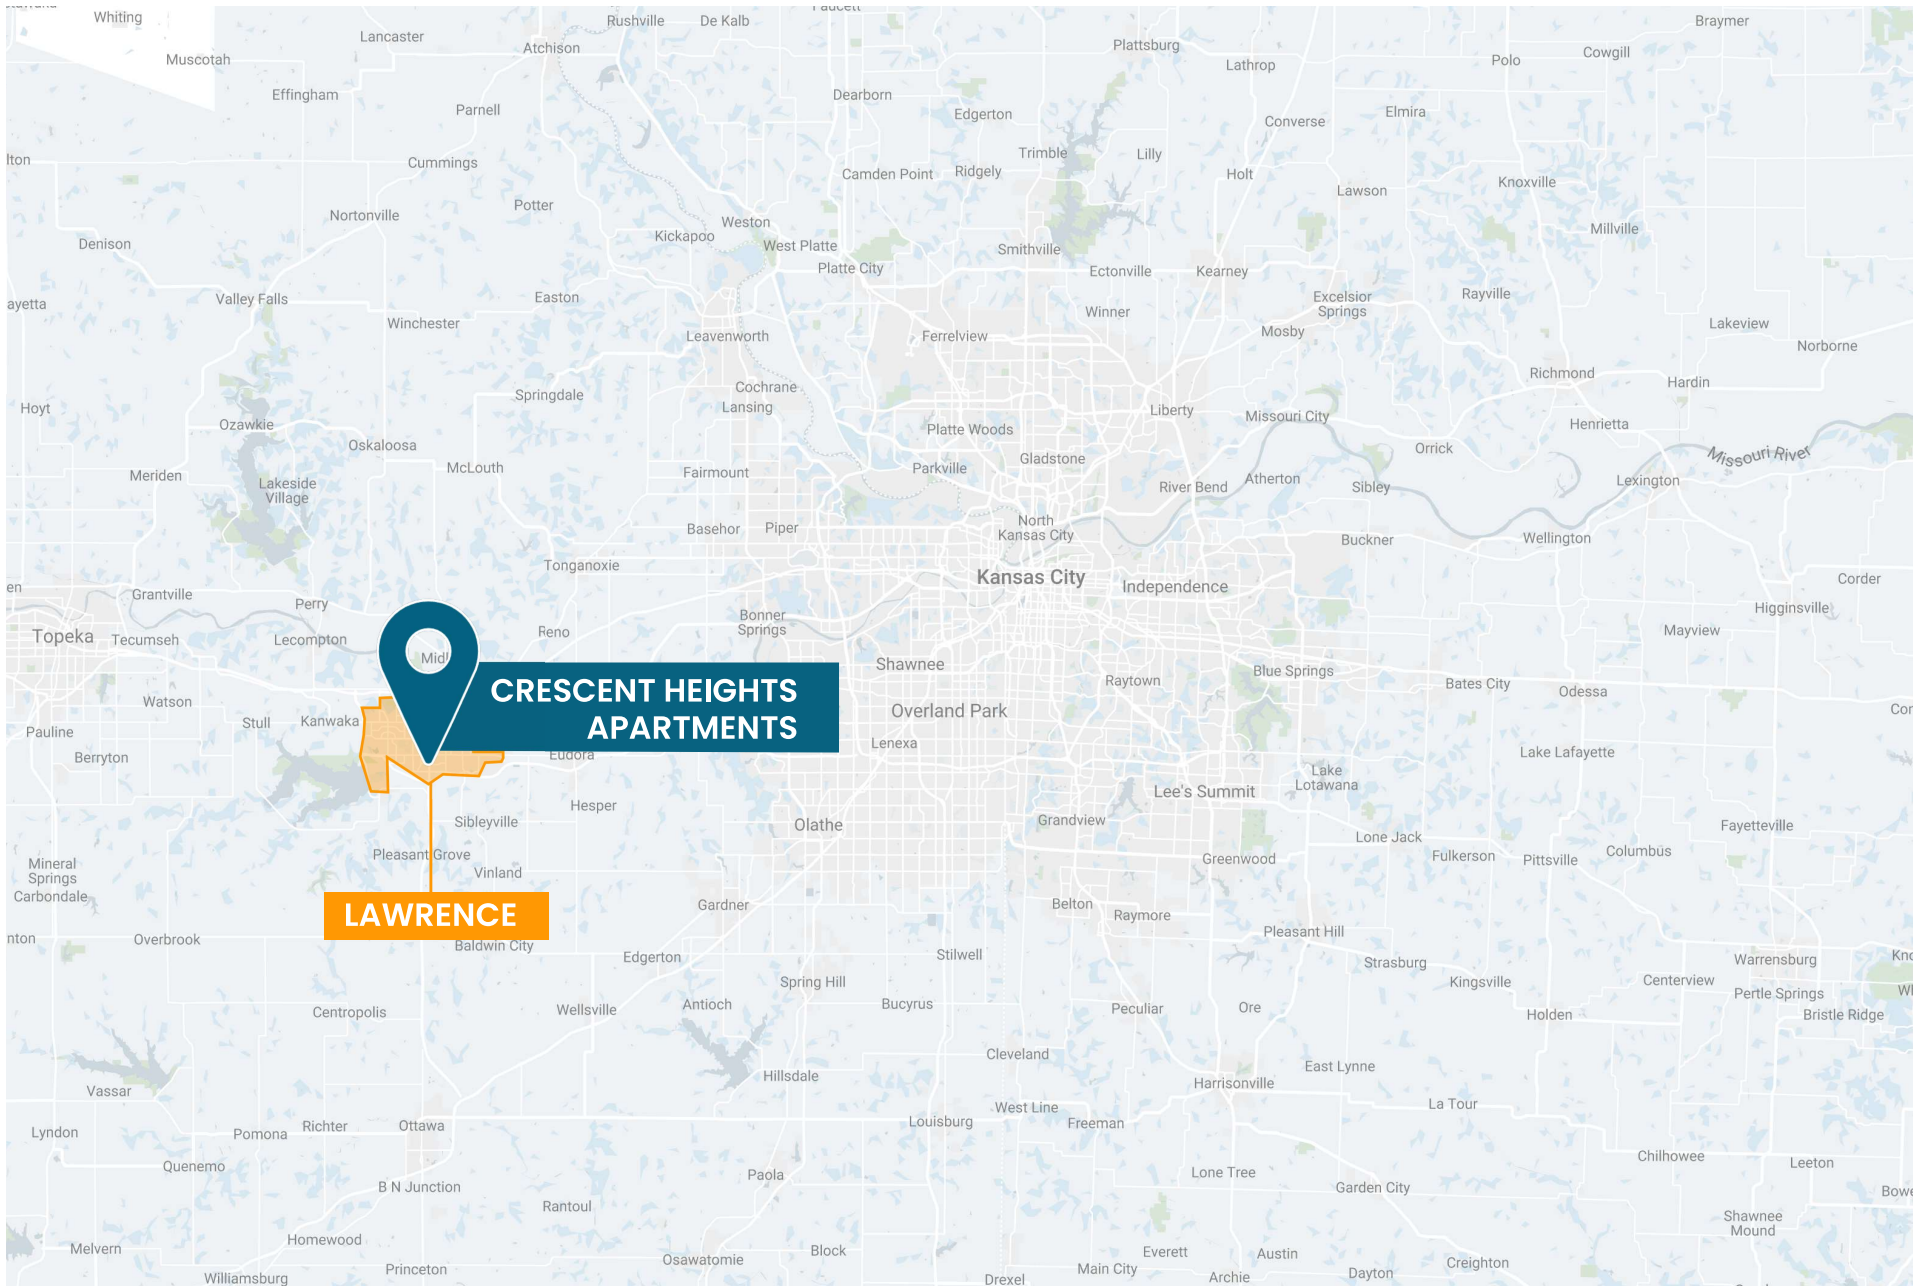 Whiting
Lancaster
Rushville
De Kalb
Faucett
Braymer
Muscotah
Atchison
Plattsburg
Lathrop
Polo
Cowgill
Effingham
Parnell
Dearborn
Edgerton
Converse
Elmira
lton
Cummings
Camden Point
Ridgely
Trimble
Lilly
Holt
Lawson
Knoxville
Nortonville
Potter
Weston
Millville
Denison
Kickapoo
West Platte
Smithville
Platte City
Ectonville
Kearney
ayetta
Valley Falls
Easton
Winchester
Winner
Excelsior
Springs
Rayville
Lakeview
Leavenworth
Ferrelview
Mosby
Norborne
Hoyt
Springdale
Cochrane
Lansing
Richmond
Hardin
Ozawkie
Oskaloosa
Platte Woods
Liberty
Missouri City
Henrietta
Meriden
McLouth
Fairmount
Parkville
Gladstone
Orrick
Missouri River
Lakeside
Village
River Bend
Atherton
Sibley
Lexington
Basehor
Piper
North
Kansas City
Buckner
Wellington
en
Grantville
Tonganoxie
Kansas City
Independence
Corder
Perry
Bonner
Springs
Higginsville
Topeka
Tecumseh
Lecompton
Reno
Mayview
Midl
Shawnee
Raytown
Blue Springs
Bates City
Odessa
CRESCENT HEIGHTS
APARTMENTS
Watson
Stull
Kanwaka
Overland Park
Cor
Pauline
Berryton
Eudora
Lenexa
Lake Lafayette
Lake
Lotawana
Lee's Summit
Hesper
Sibleyville
Olathe
Grandview
Lone Jack
Fayetteville
Mineral
Springs
Carbondale
Pleasant Grove
Vinland
Greenwood
Fulkerson
Pittsville
Columbus
LAWRENCE
Gardner
Belton
Raymore
Pleasant Hill
nton
Overbrook
Baldwin City
Edgerton
Stilwell
Strasburg
Warrensburg
Kno
Spring Hill
Kingsville
Centerview
Pertle Springs
Wh
Centropolis
Wellsville
Antioch
Bucyrus
Peculiar
Ore
Holden
Bristle Ridge
Cleveland
Vassar
Hillsdale
Harrisonville
East Lynne
La Tour
Lyndon
Pomona
Richter
Ottawa
Louisburg
West Line
Freeman
Quenemo
B N Junction
Paola
Lone Tree
Garden City
Chilhowee
Leeton
Bowe
Rantoul
Shawnee
Mound
Melvern
Homewood
Princeton
Osawatomie
Block
Everett
Austin
Creighton
Williamsburg
Drexel
Main City
Archie
Dayton